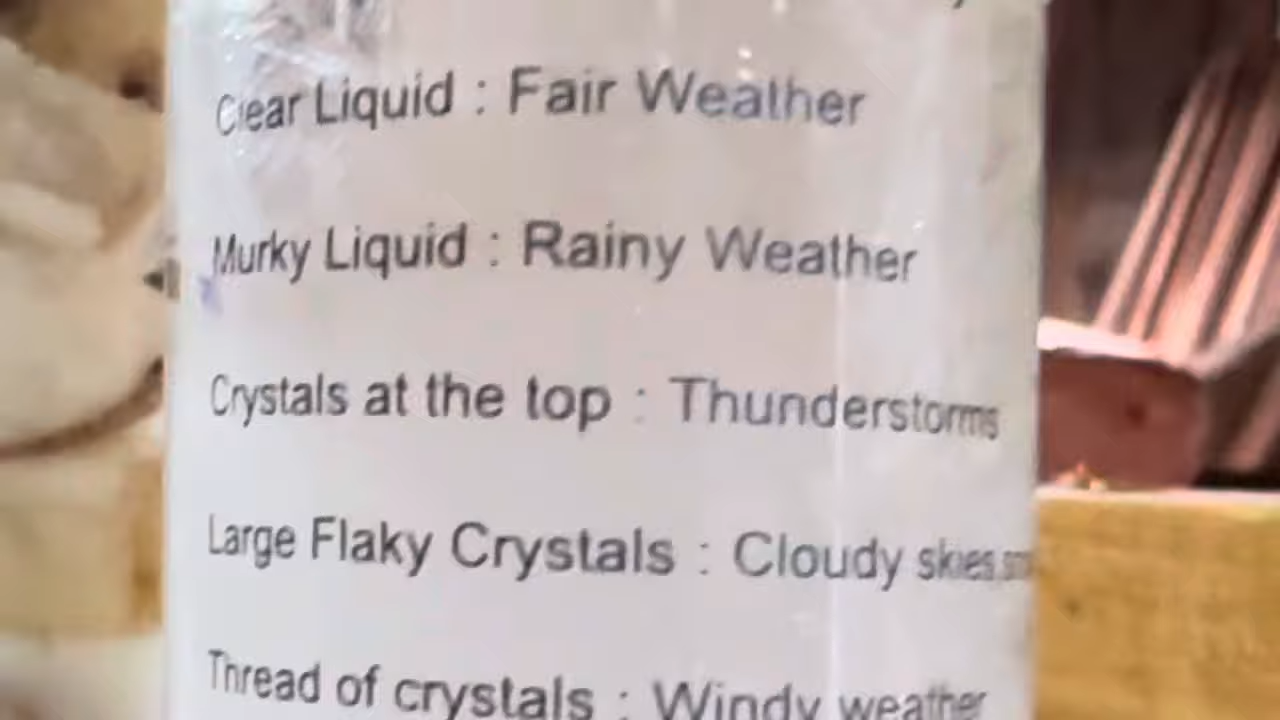 Clear Liquid : Fair Weather
Murky Liquid : Rainy Weather
Crystals at the top : Thunderstorms
Large Flaky Crystals : Cloudy skies,
Thread of crystals : Windy weather